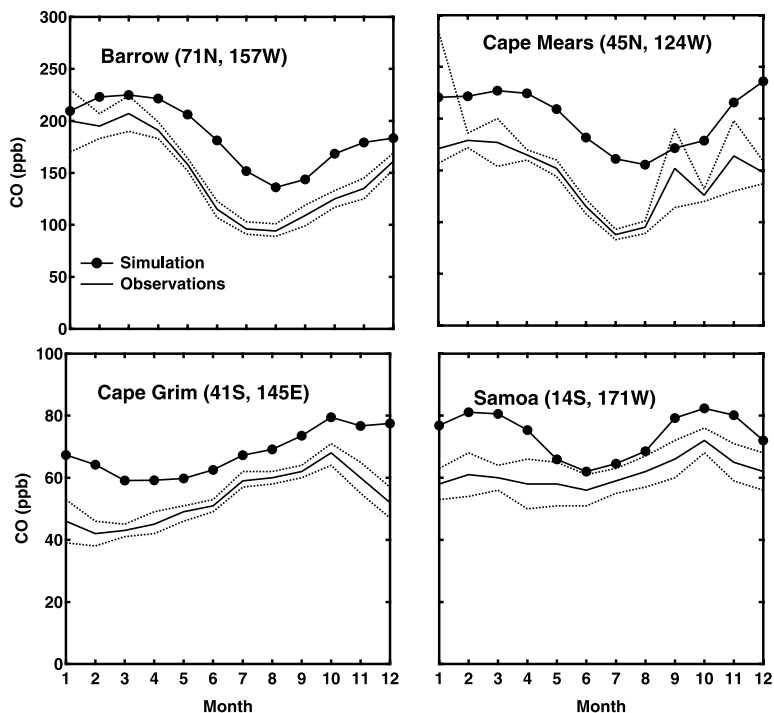 300
250
200
150
100
50
0
CO (ppb)
Barrow (71N, 157W)
Simulation
Observations
Cape Mears (45N, 124W)
100
80
60
40
20
0
CO (ppb)
Cape Grim (41S, 145E)
1 2 3 4 5 6 7 8 9 10 11 12
Month
Samoa (14S, 171W)
1 2 3 4 5 6 7 8 9 10 11 12
Month